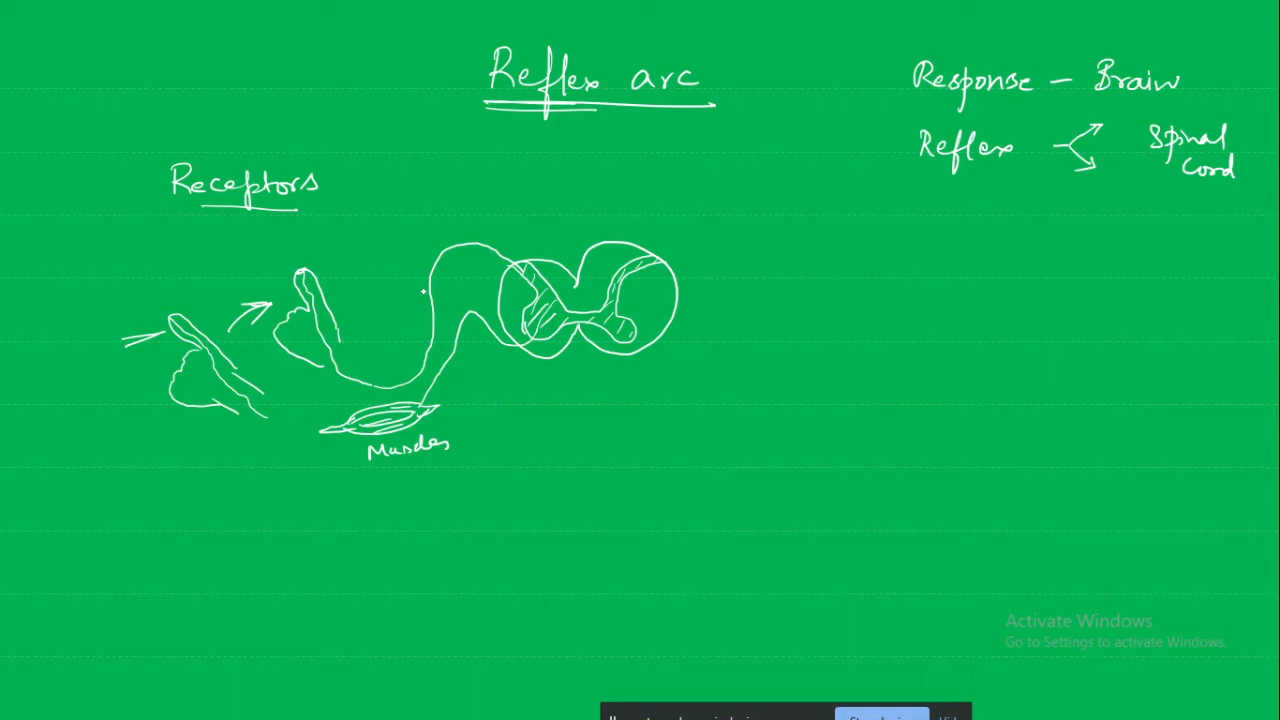 Reflex arc
Response - Brain
Reflex
Spinal
Cord
Receptors
Muscles
Activate Windows
Go to Settings to activate Windows.